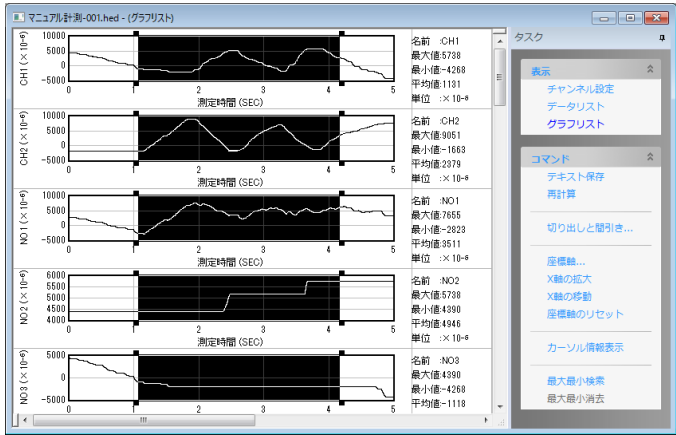 マニュアル計測-001.hed - (グラフリスト)
CH1 (×10-6)
10000
5000
0
-5000
0 1 2 3 4 5
測定時間 (SEC)
名前 :CH1
最大値:5738
最小値:-4268
平均値:1131
単位 :×10-6
CH2 (×10-6)
10000
5000
0
-5000
0 1 2 3 4 5
測定時間 (SEC)
名前 :CH2
最大値:9051
最小値:-1663
平均値:2379
単位 :×10-6
NO1 (×10-6)
10000
5000
0
-5000
0 1 2 3 4 5
測定時間 (SEC)
名前 :NO1
最大値:7655
最小値:-2823
平均値:3511
単位 :×10-6
NO2 (×10-6)
6000
5500
5000
4500
4000
0 1 2 3 4 5
測定時間 (SEC)
名前 :NO2
最大値:5738
最小値:4390
平均値:4946
単位 :×10-6
NO3 (×10-6)
5000
0
-5000
0 1 2 3 4 5
名前 :NO3
最大値:4390
最小値:-4268
平均値:-1118
タスク
表示
チャンネル設定
データリスト
グラフリスト
コマンド
テキスト保存
再計算
切り出しと間引き...
座標軸...
X軸の拡大
X軸の移動
座標軸のリセット
カーソル情報表示
最大最小検索
最大最小消去